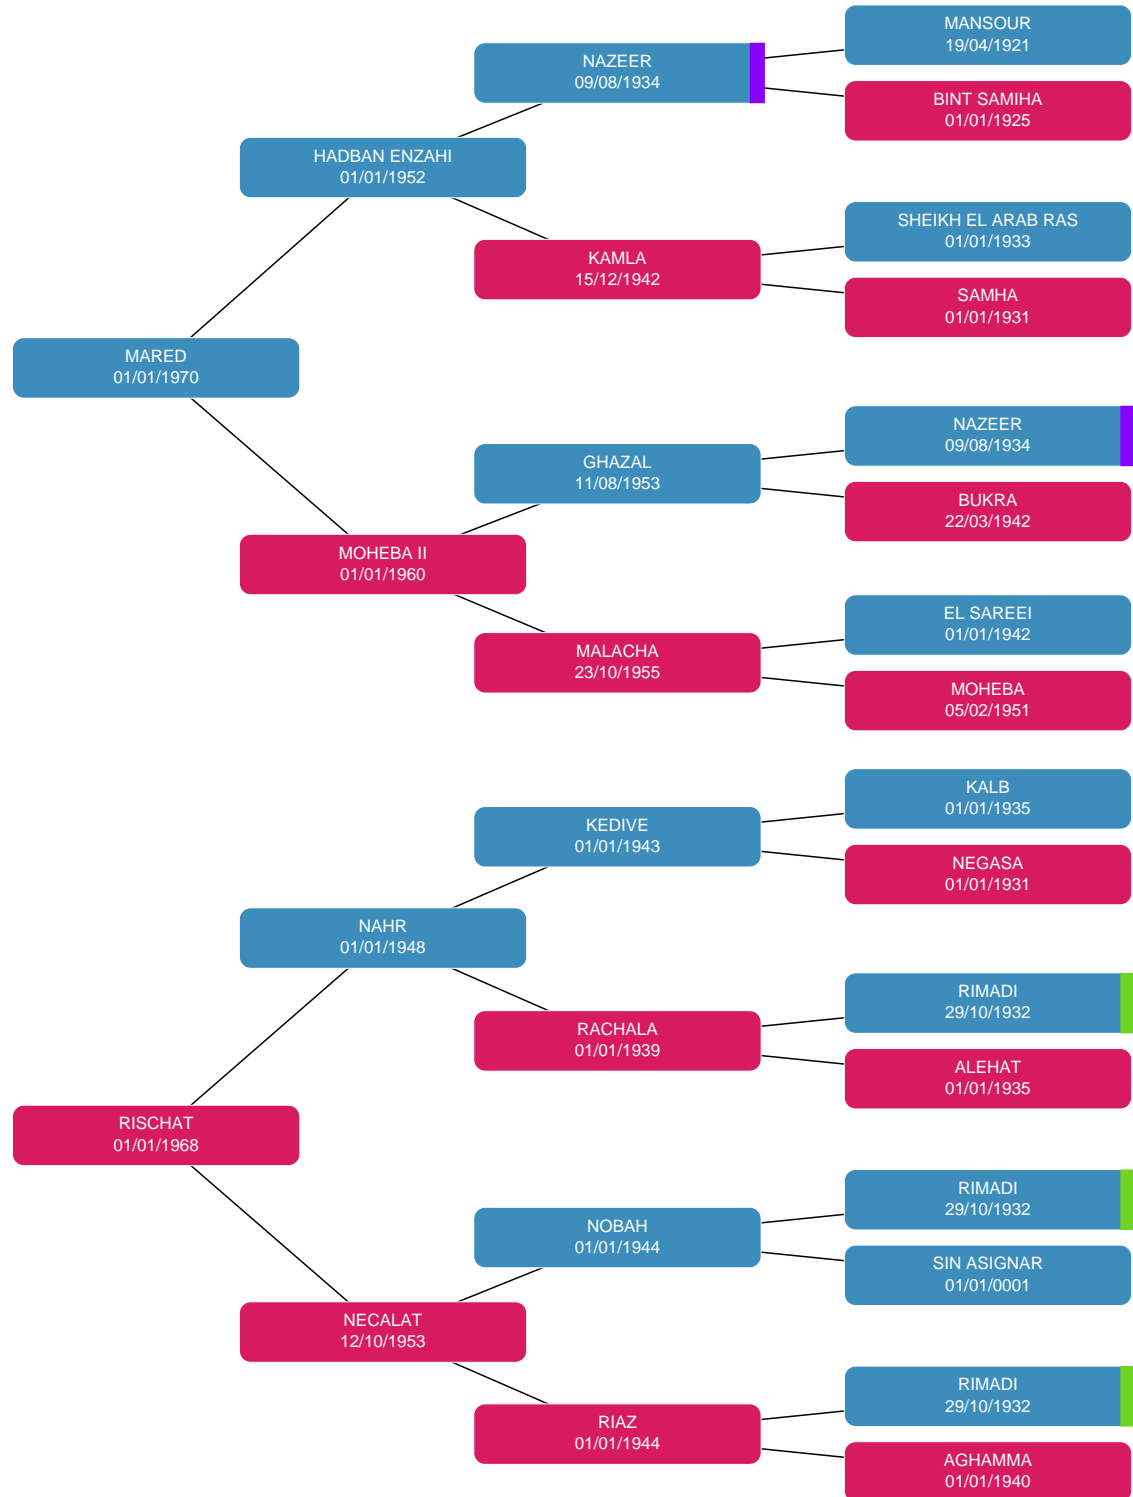 MANSOUR
19/04/1921
NAZEER
09/08/1934
BINT SAMIHA
01/01/1925
HADBAN ENZAHI
01/01/1952
SHEIKH EL ARAB RAS
01/01/1933
KAMLA
15/12/1942
SAMHA
01/01/1931
MARED
01/01/1970
NAZEER
09/08/1934
GHAZAL
11/08/1953
BUKRA
22/03/1942
MOHEBA II
01/01/1960
EL SAREEI
01/01/1942
MALACHA
23/10/1955
MOHEBA
05/02/1951
KALB
01/01/1935
KEDIVE
01/01/1943
NEGASA
01/01/1931
NAHR
01/01/1948
RIMADI
29/10/1932
RACHALA
01/01/1939
ALEHAT
01/01/1935
RISCHAT
01/01/1968
RIMADI
29/10/1932
NOBAH
01/01/1944
SIN ASIGNAR
01/01/0001
NECALAT
12/10/1953
RIMADI
29/10/1932
RIAZ
01/01/1944
AGHAMMA
01/01/1940